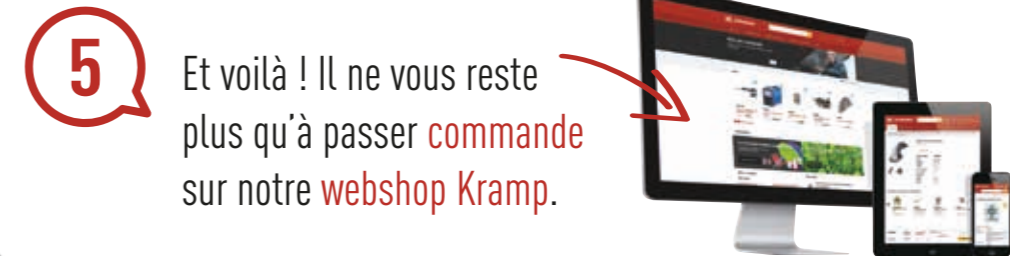 5
Et voilà ! Il ne vous reste
plus qu'à passer commande
sur notre webshop Kramp.